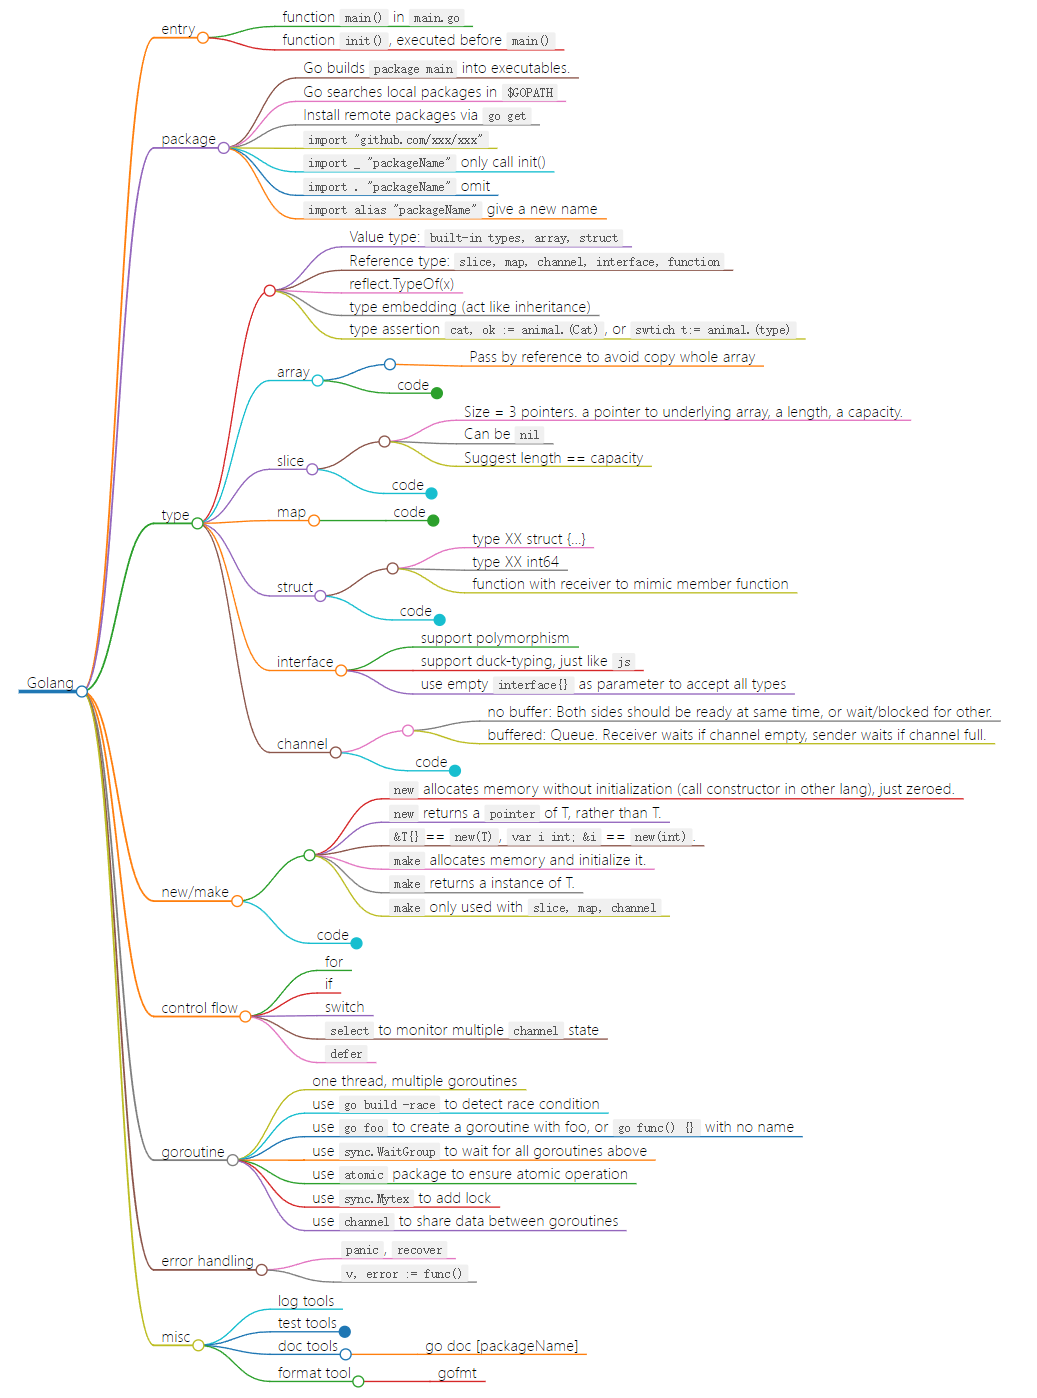 Golang
entry
function main() in main.go
function init() , executed before main()
package
Go builds package main into executables.
Go searches local packages in $GOPATH
Install remote packages via go get
import "github.com/xxx/xxx"
import _ "packageName" only call init()
import . "packageName" omit
import alias "packageName" give a new name
type
Value type: built-in types, array, struct
Reference type: slice, map, channel, interface, function
reflect.TypeOf(x)
type embedding (act like inheritance)
type assertion cat, ok := animal.(Cat) , or swtich t:= animal.(type)
array
Pass by reference to avoid copy whole array
code
slice
Size = 3 pointers. a pointer to underlying array, a length, a capacity.
Can be nil
Suggest length == capacity
code
map
code
struct
type XX struct {...}
type XX int64
function with receiver to mimic member function
code
interface
support polymorphism
support duck-typing, just like js
use empty interface{} as parameter to accept all types
channel
no buffer: Both sides should be ready at same time, or wait/blocked for other.
buffered: Queue. Receiver waits if channel empty, sender waits if channel full.
code
new/make
new allocates memory without initialization (call constructor in other lang), just zeroed.
new returns a pointer of T, rather than T.
&T{} == new(T) , var i int; &i == new(int) .
make allocates memory and initialize it.
make returns a instance of T.
make only used with slice, map, channel
code
control flow
for
if
switch
select to monitor multiple channel state
defer
goroutine
one thread, multiple goroutines
use go build -race to detect race condition
use go foo to create a goroutine with foo, or go func() {} with no name
use sync.WaitGroup to wait for all goroutines above
use atomic package to ensure atomic operation
use sync.Mytex to add lock
use channel to share data between goroutines
error handling
panic , recover
v, error := func()
misc
log tools
test tools
doc tools
go doc [packageName]
format tool
gofmt